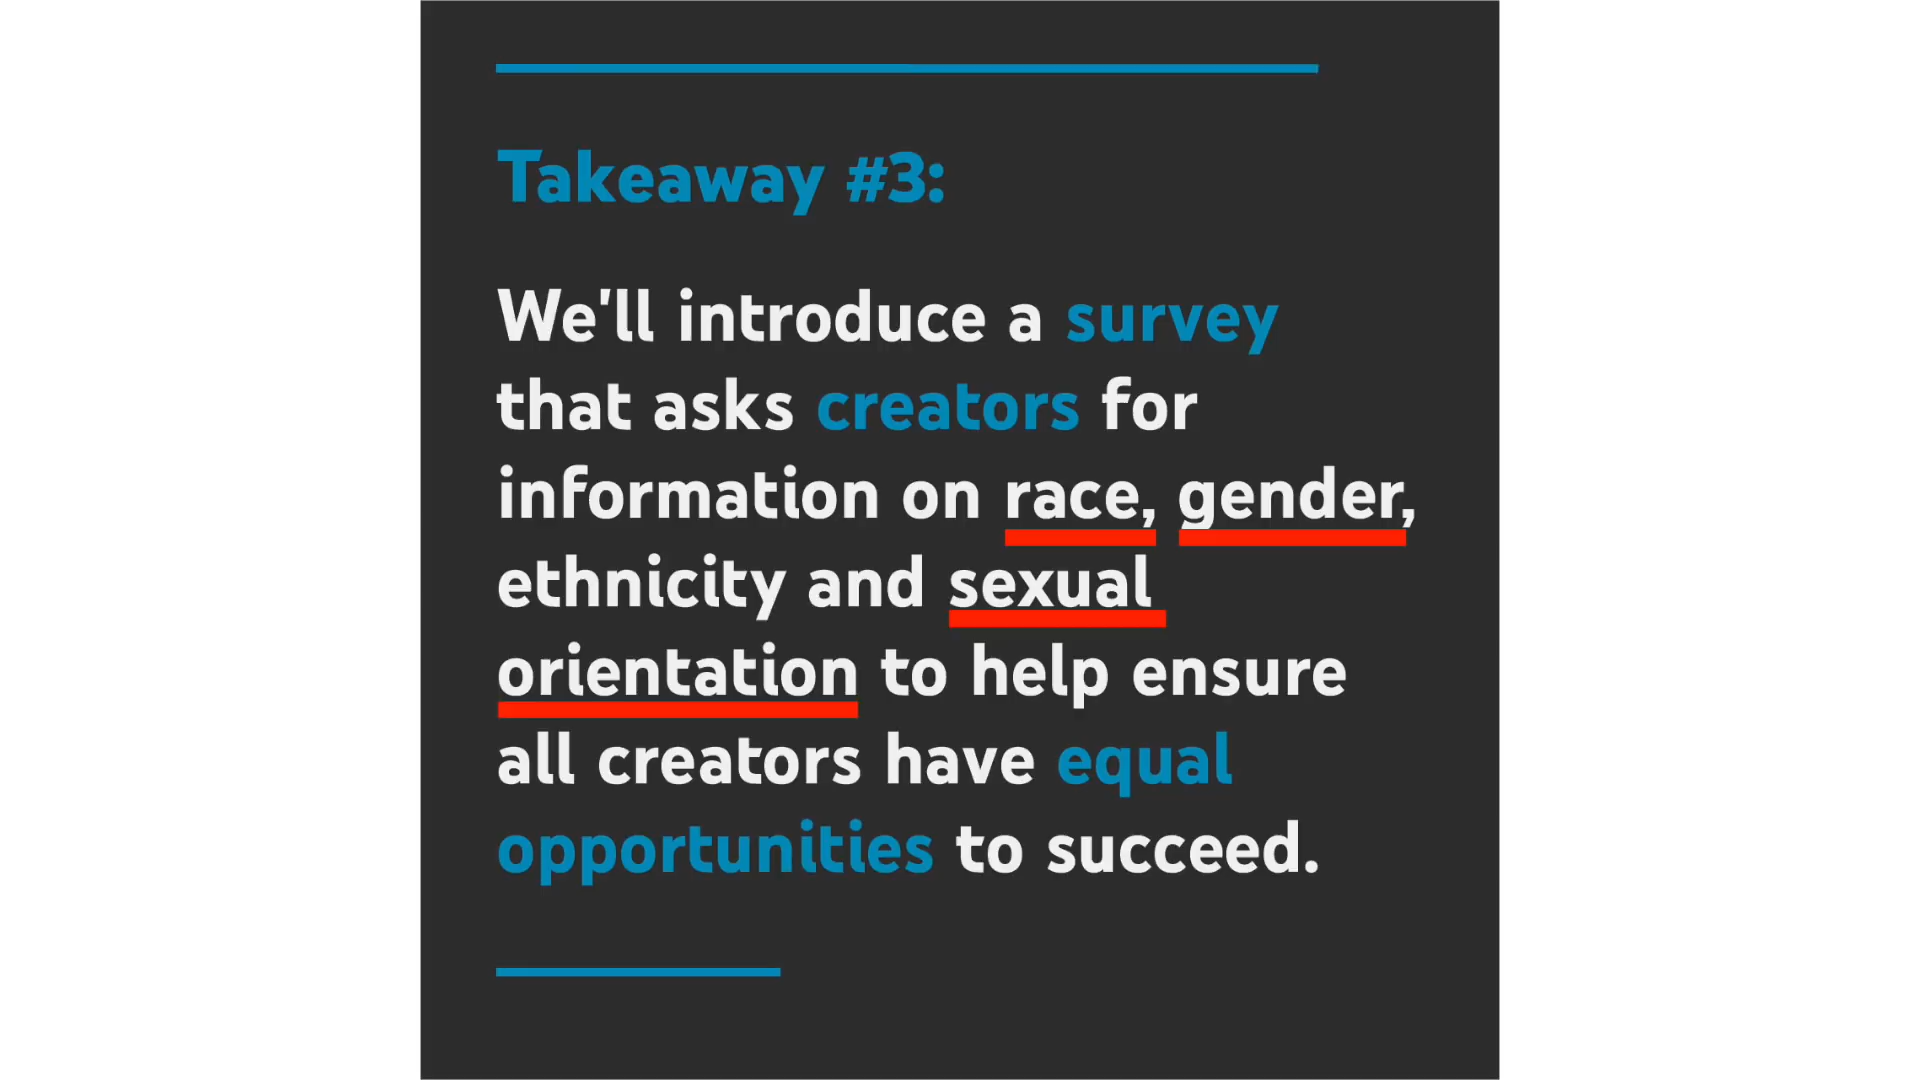 Takeaway #3:
We'll introduce a survey
that asks creators for
information on race, gender,
ethnicity and sexual
orientation to help ensure
all creators have equal
opportunities to succeed.